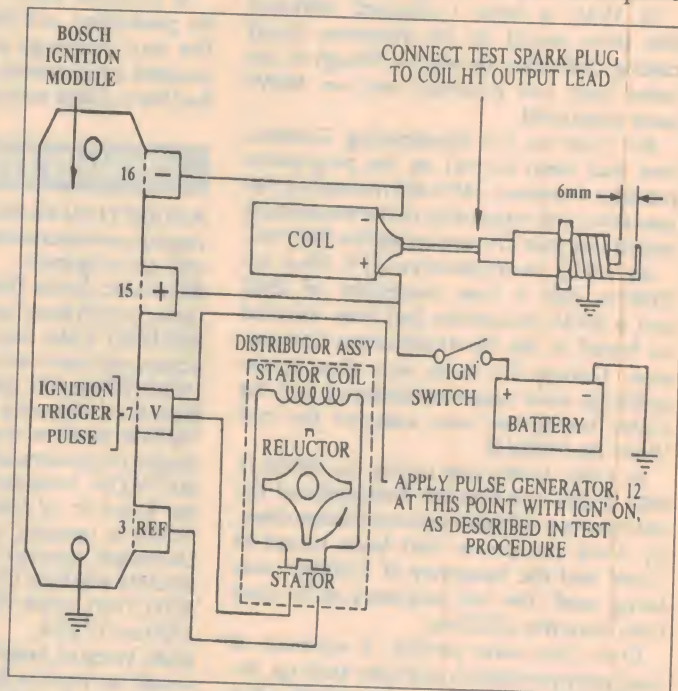 BOSCH
IGNITION
MODULE
CONNECT TEST SPARK PLUG
TO COIL HT OUTPUT LEAD
6mm
16 -
COIL
-
+
15 +
DISTRIBUTOR ASS'Y
STATOR COIL
IGN
SWITCH
+ -
BATTERY
IGNITION
TRIGGER
PULSE
7 V
RELUCTOR
APPLY PULSE GENERATOR, 12
AT THIS POINT WITH IGN' ON,
AS DESCRIBED IN TEST
PROCEDURE
3 REF
STATOR